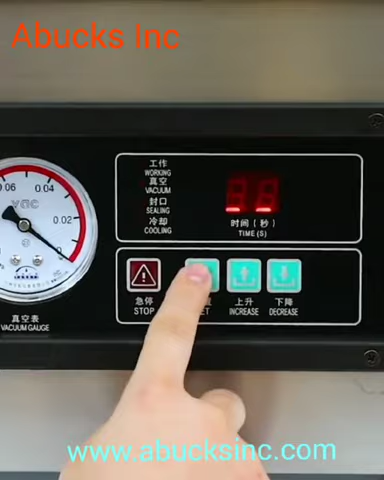 Abucks Inc
工作
WORKING
真空
VACUUM
封口
SEALING
冷却
COOLING
时间(秒)
TIME(S)
0.06 0.04
0.02
0
真空表
VACUUM GAUGE
急停
STOP
上升
INCREASE
下降
DECREASE
www.abucksinc.com